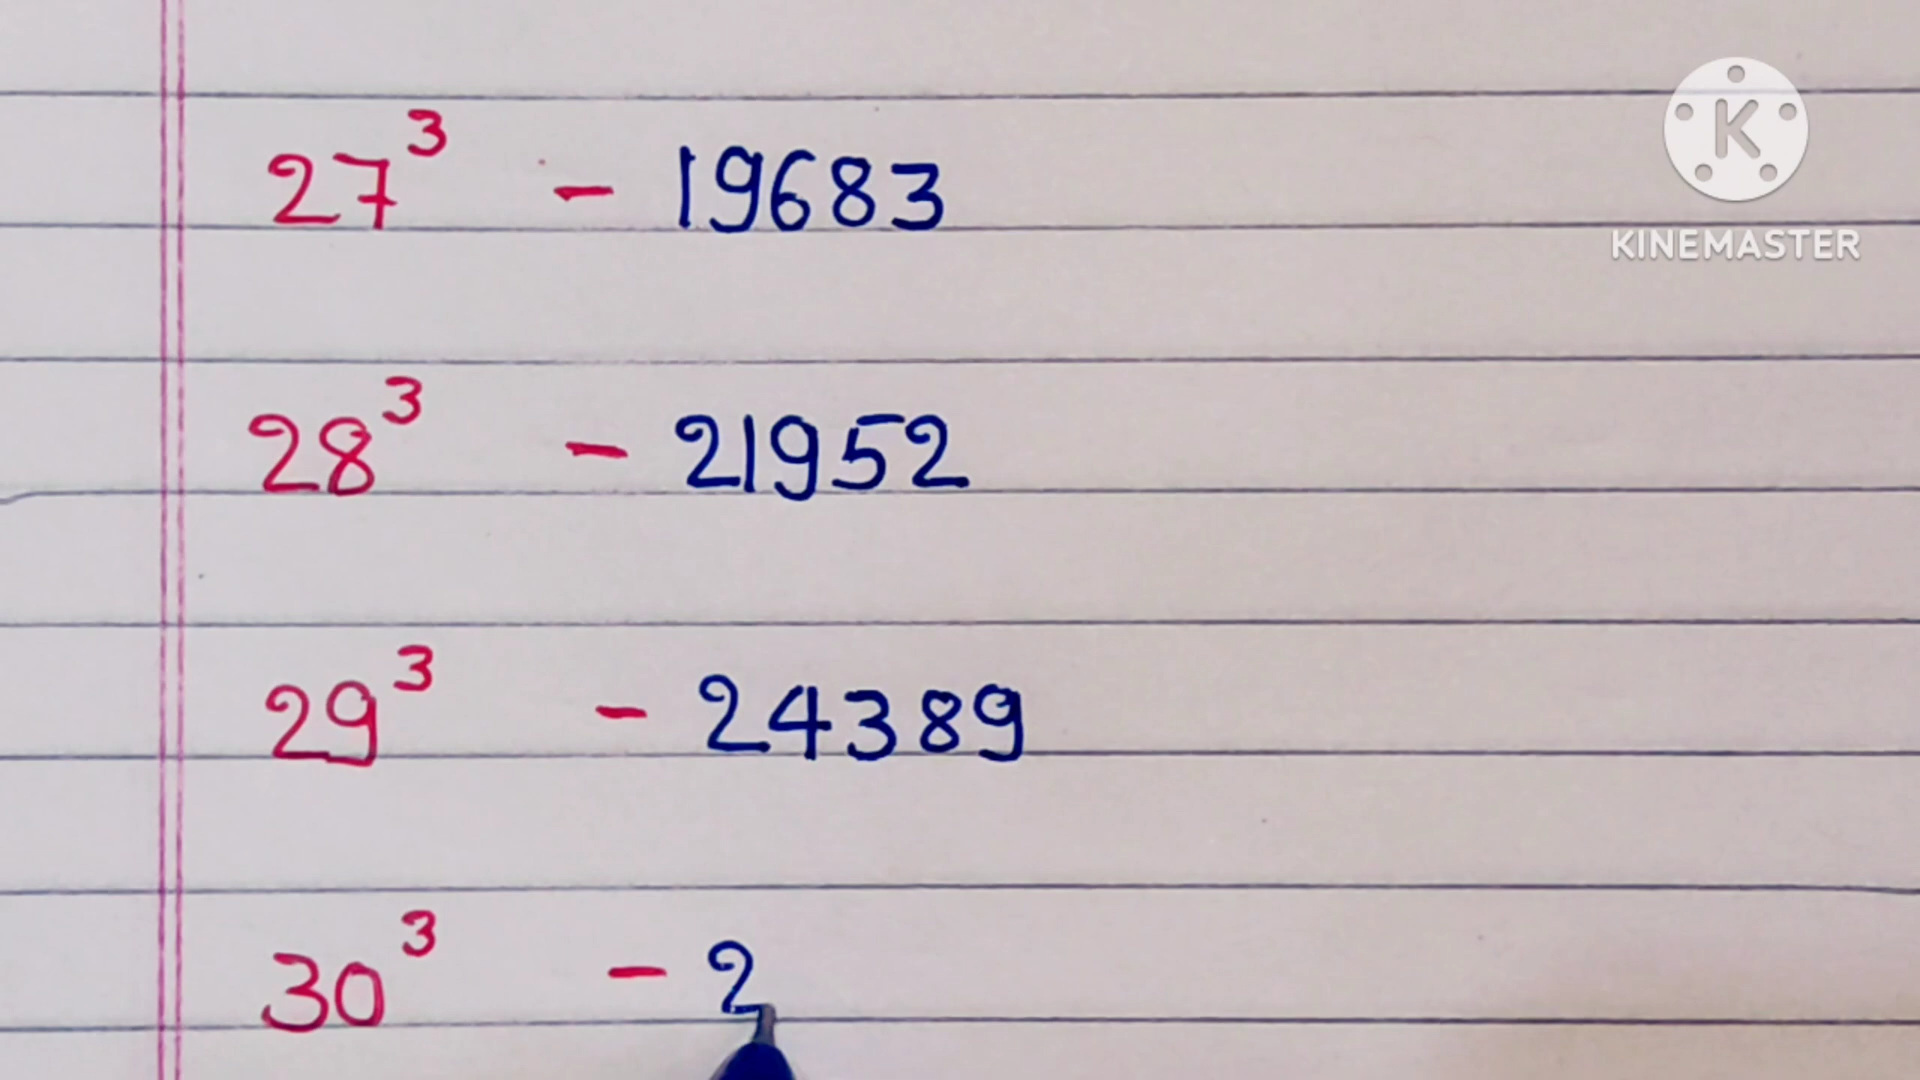 27³ - 19683
KINEMASTER
28³ - 21952
29³ - 24389
30³ - 2